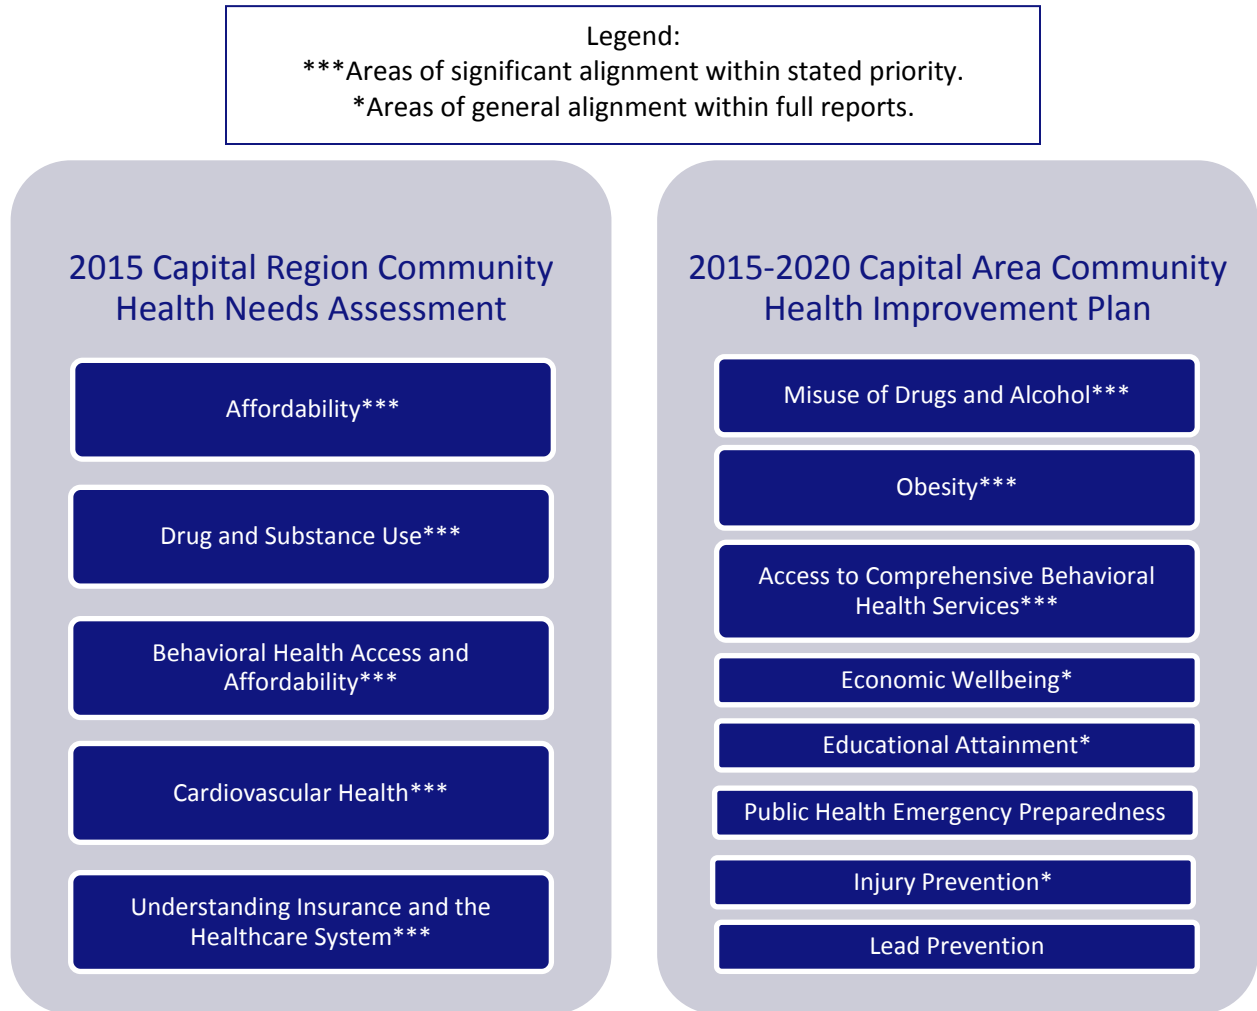 Legend:
***Areas of significant alignment within stated priority.
*Areas of general alignment within full reports.
2015 Capital Region Community
Health Needs Assessment
Affordability***
Drug and Substance Use***
Behavioral Health Access and
Affordability***
Cardiovascular Health***
Understanding Insurance and the
Healthcare System***
2015-2020 Capital Area Community
Health Improvement Plan
Misuse of Drugs and Alcohol***
Obesity***
Access to Comprehensive Behavioral
Health Services***
Economic Wellbeing*
Educational Attainment*
Public Health Emergency Preparedness
Injury Prevention*
Lead Prevention